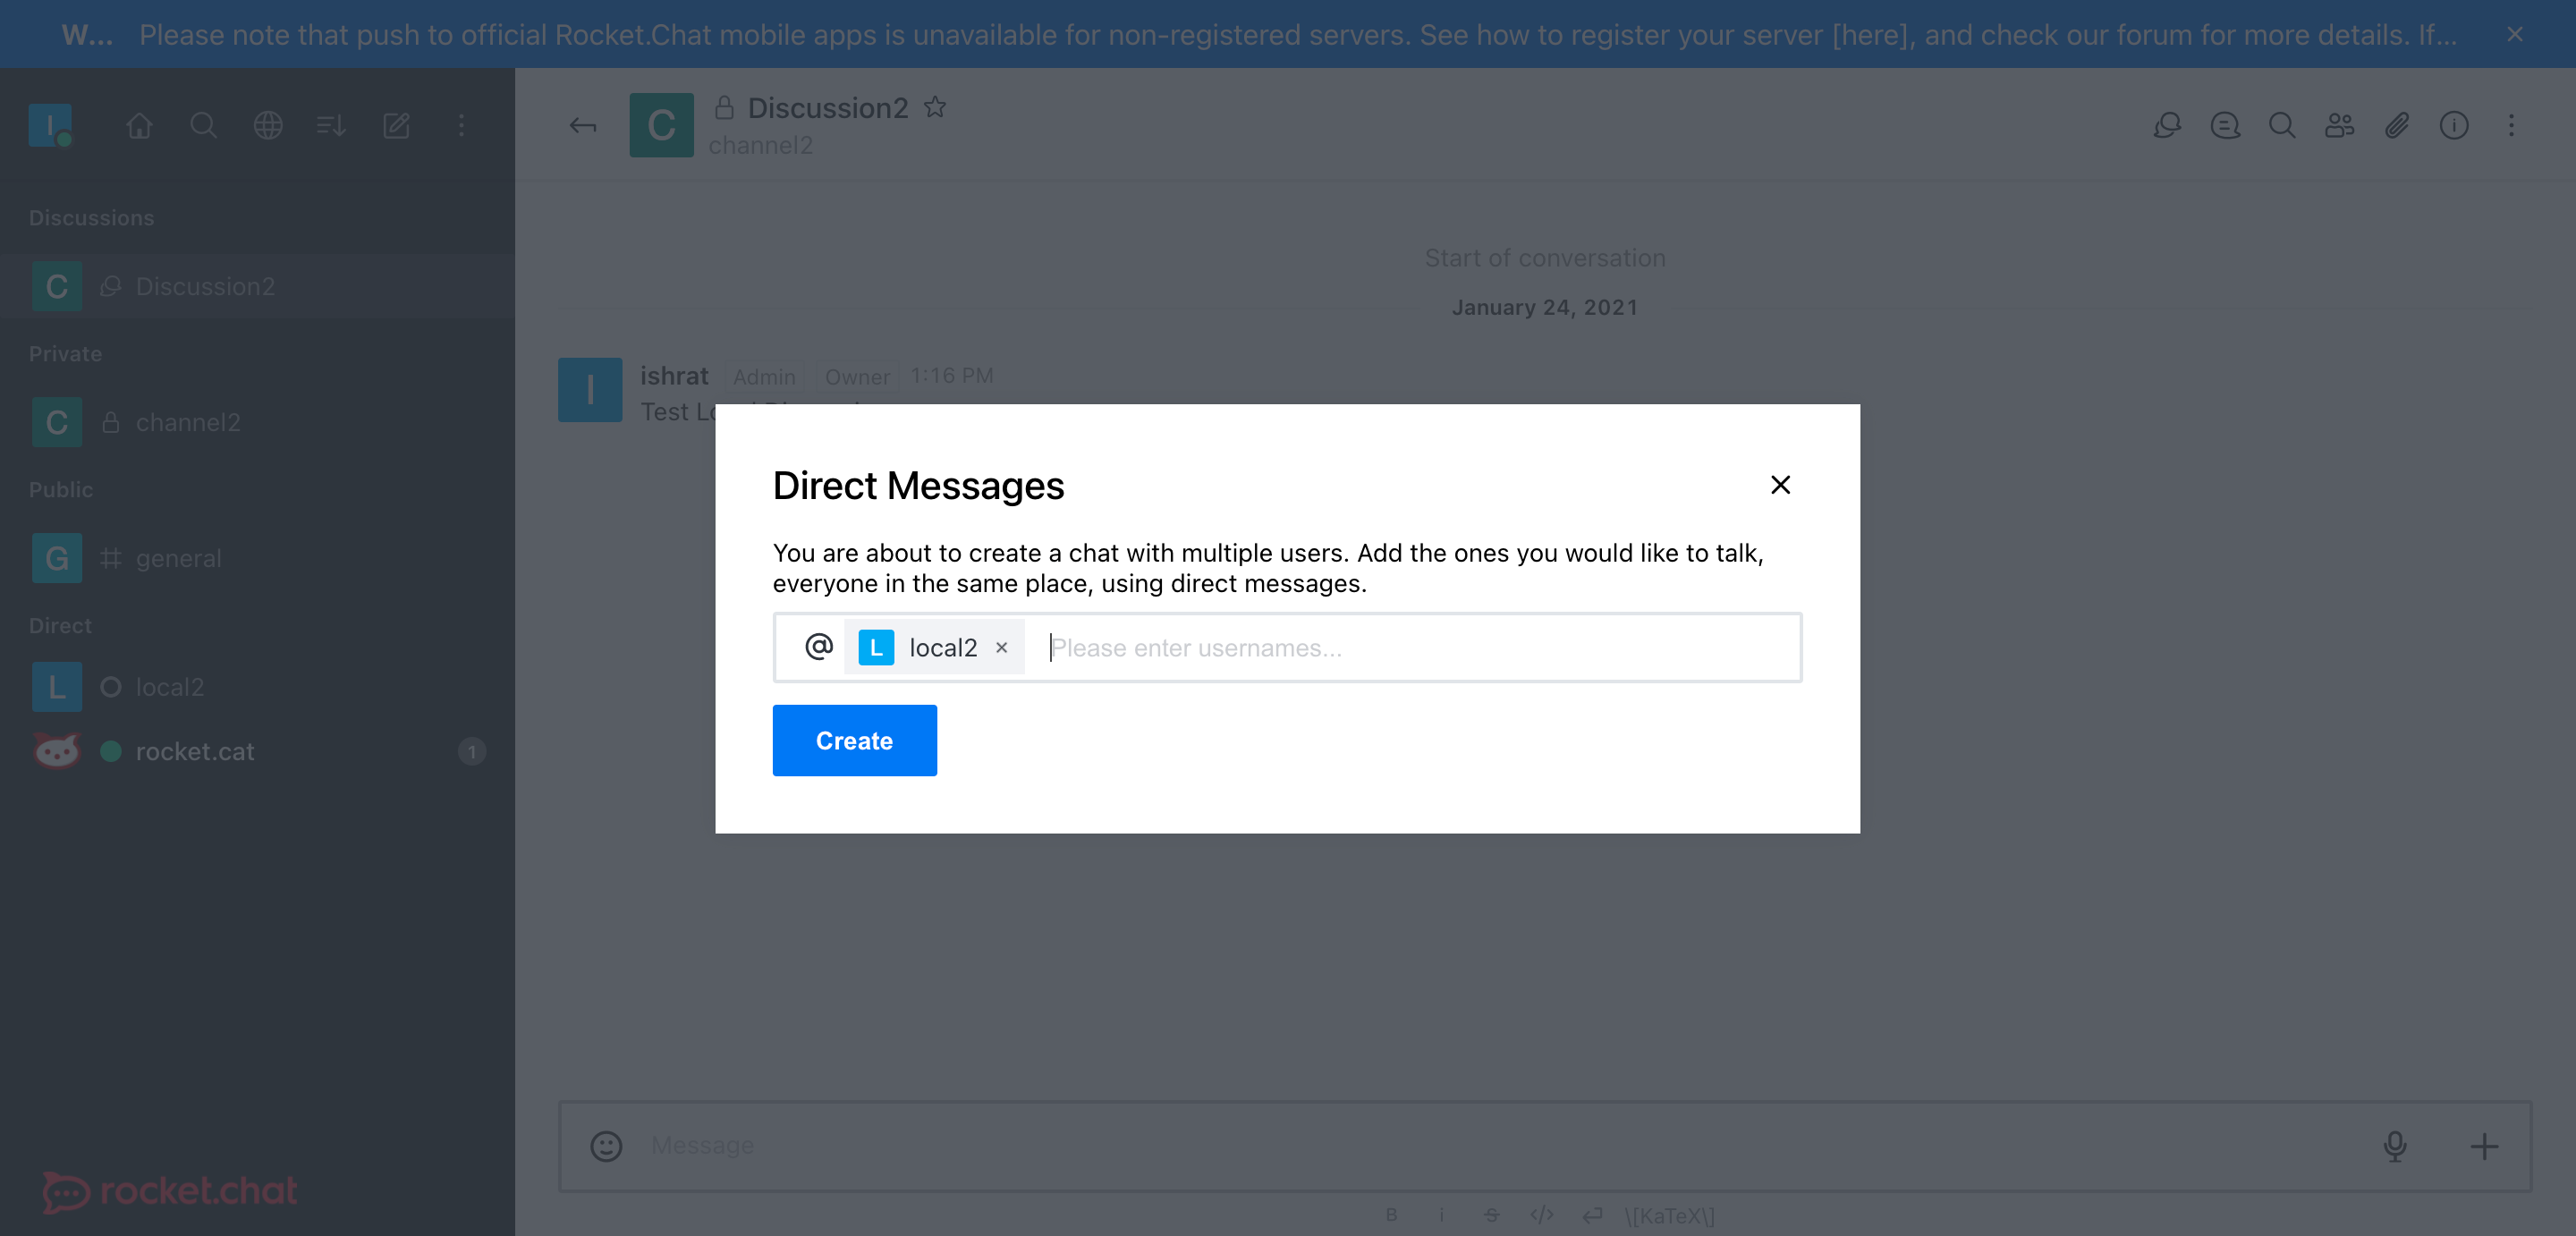 W... Please note that push to official Rocket.Chat mobile apps is unavailable for non-registered servers. See how to register your server [here], and check our forum for more details. If...
I
C Discussion2
channel2
Discussions
C Discussion2
Private
C channel2
Public
G general
Direct
L local2
rocket.cat 1
rocket.chat
Start of conversation
January 24, 2021
I ishrat Admin Owner 1:16 PM
Test
Direct Messages
You are about to create a chat with multiple users. Add the ones you would like to talk,
everyone in the same place, using direct messages.
@ L local2 × Please enter usernames...
Create
Message
B i S </> \[KaTeX\]